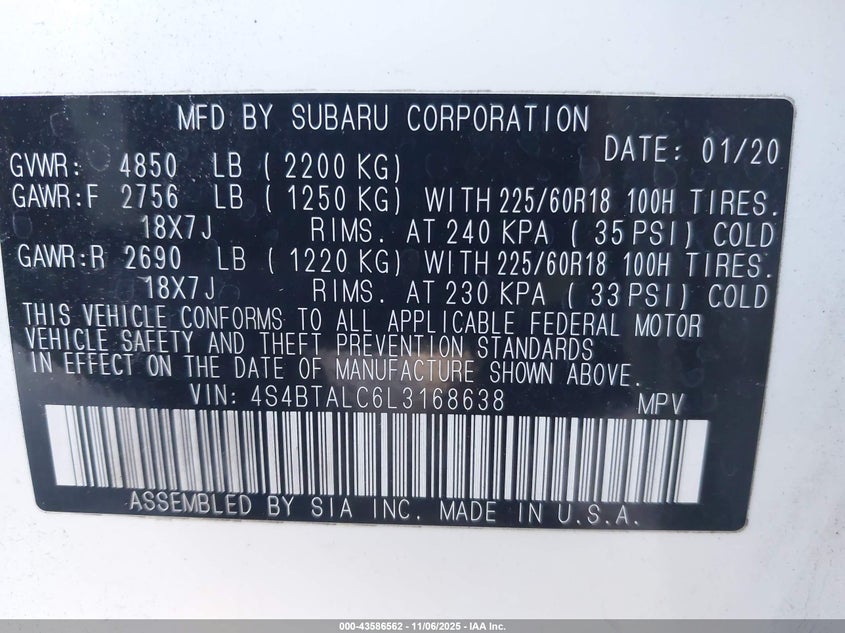 MFD BY SUBARU CORPORATION
DATE: 01/20
GVWR: 4850 LB ( 2200 KG)
GAWR:F 2756 LB ( 1250 KG) WITH 225/60R18 100H TIRES.
18X7J RIMS. AT 240 KPA ( 35 PSI) COLD
GAWR:R 2690 LB ( 1220 KG) WITH 225/60R18 100H TIRES.
18X7J RIMS. AT 230 KPA ( 33 PSI) COLD
THIS VEHICLE CONFORMS TO ALL APPLICABLE FEDERAL MOTOR
VEHICLE SAFETY AND THEFT PREVENTION STANDARDS
IN EFFECT ON THE DATE OF MANUFACTURE SHOWN ABOVE.
VIN: 4S4BTALC6L3168638 MPV
ASSEMBLED BY SIA INC. MADE IN U.S.A.
000-43586562 - 11/06/2025 - IAA Inc.